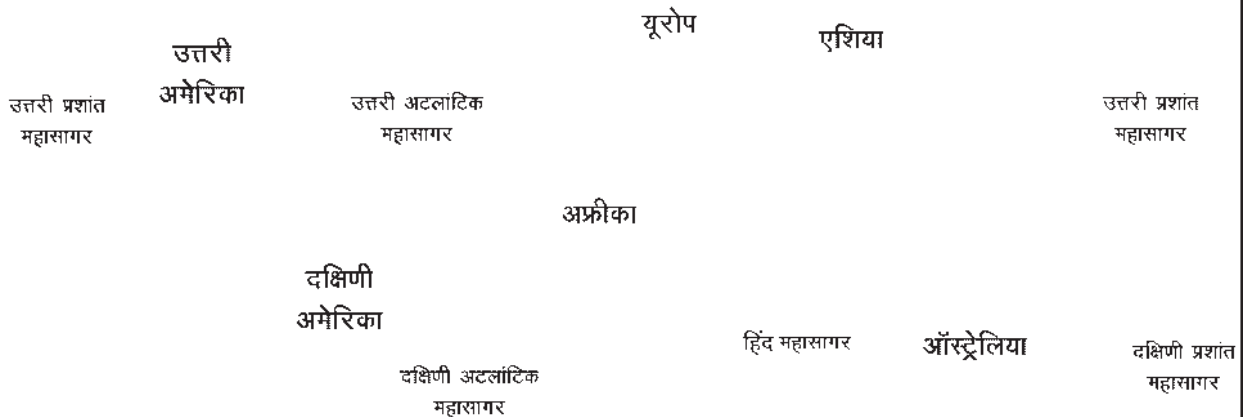 यूरोप
एशिया
उत्तरी
अमेरिका
उत्तरी प्रशांत
महासागर
उत्तरी अटलांटिक
महासागर
उत्तरी प्रशांत
महासागर
अफ्रीका
दक्षिणी
अमेरिका
हिंद महासागर
ऑस्ट्रेलिया
दक्षिणी प्रशांत
महासागर
दक्षिणी अटलांटिक
महासागर